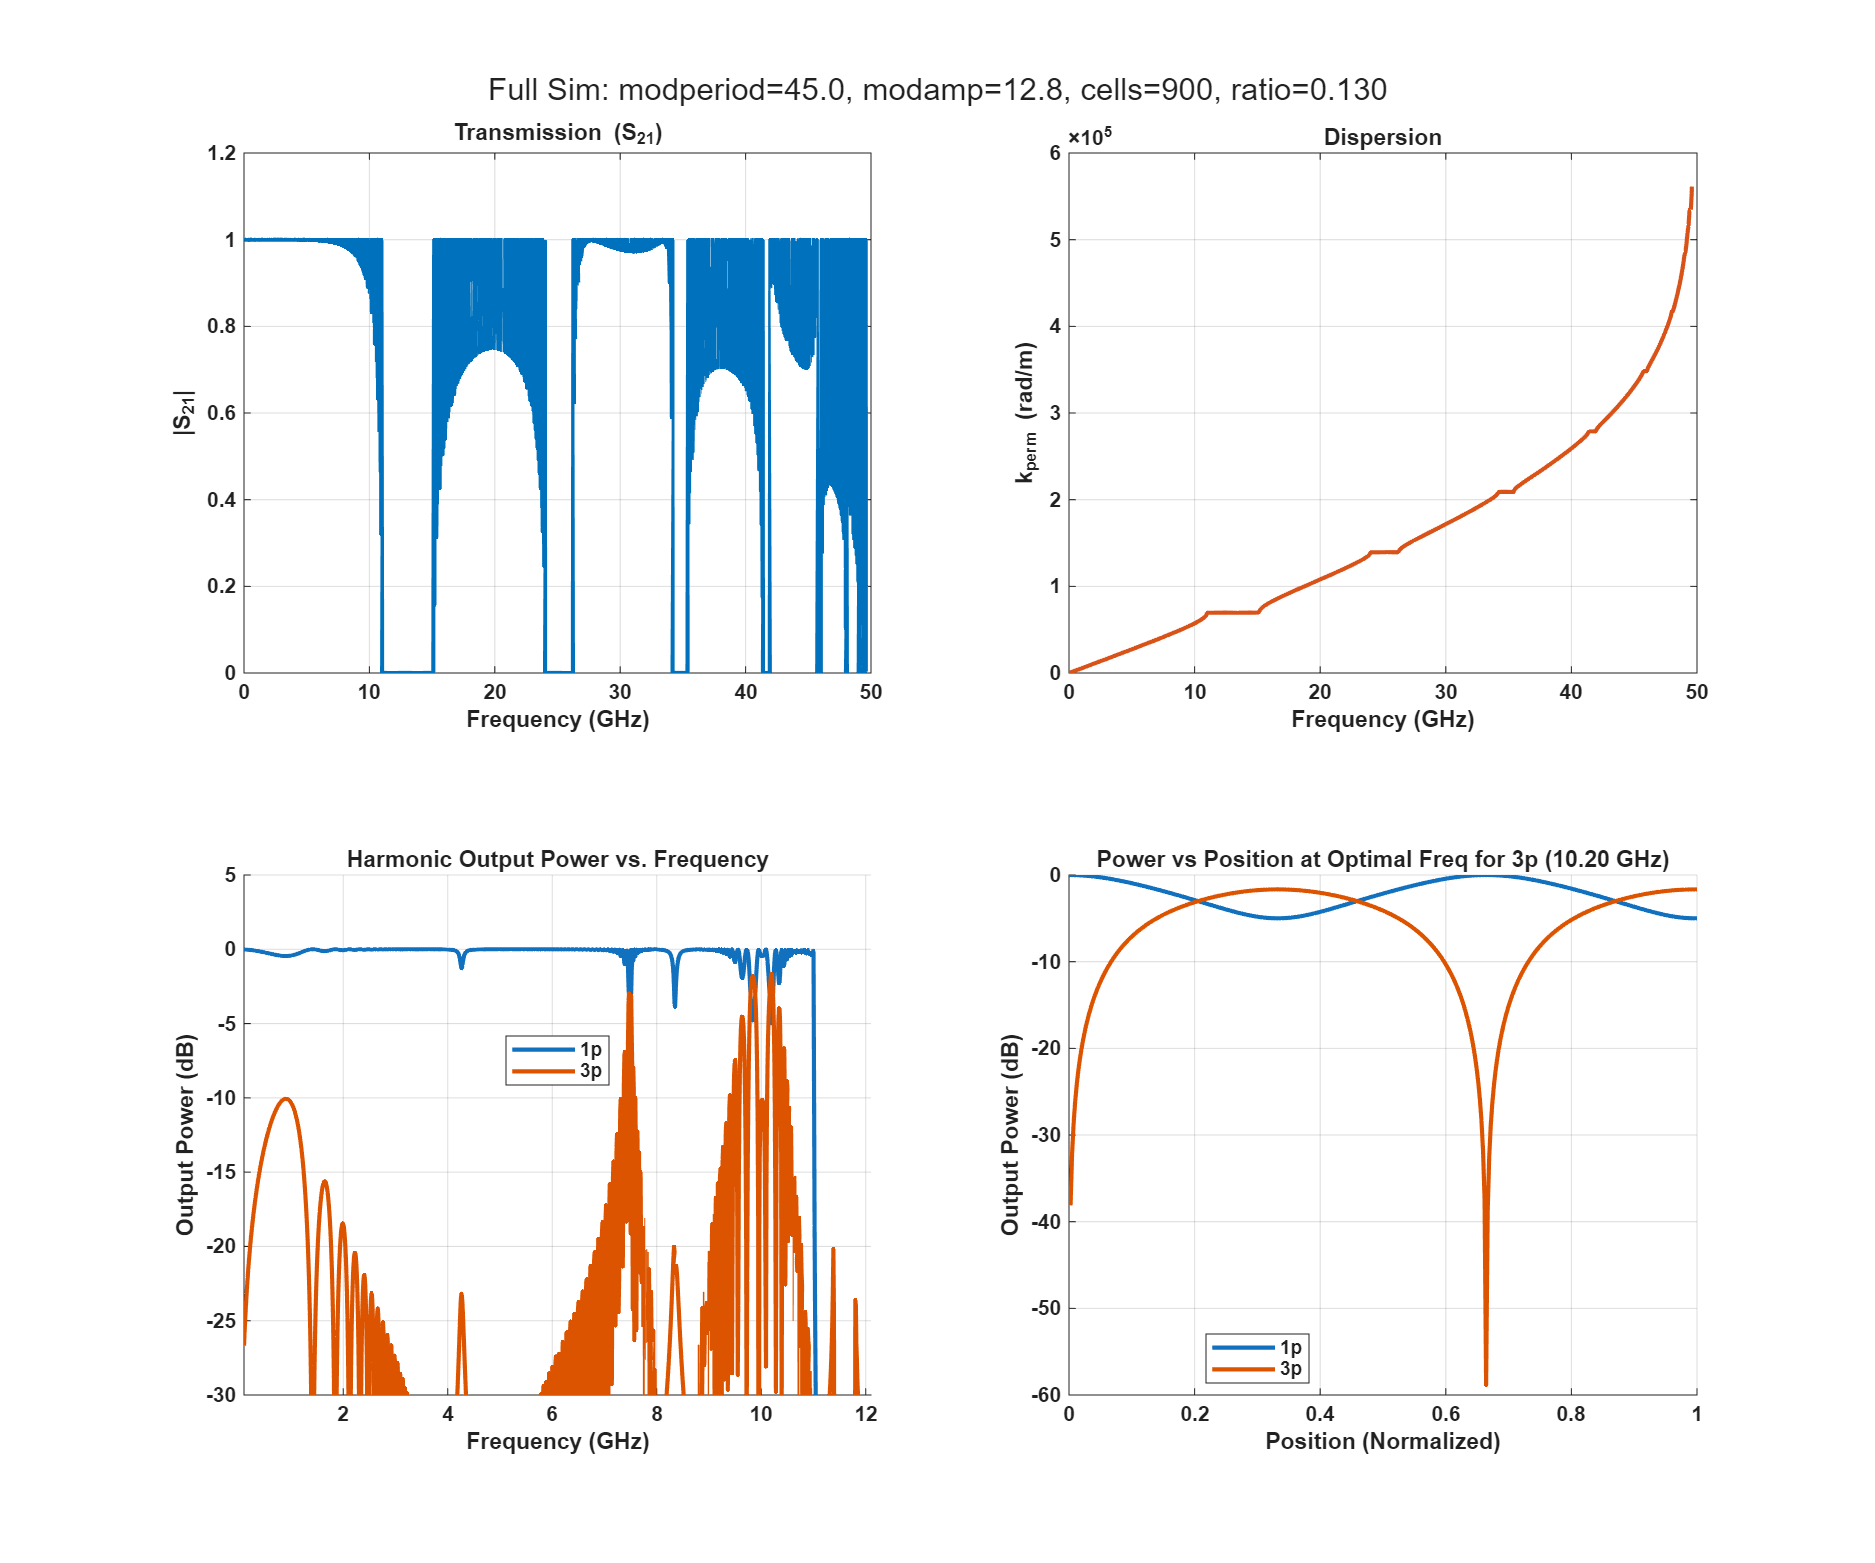 Full Sim: modperiod=45.0, modamp=12.8, cells=900, ratio=0.130
Transmission (S21)
1.2
1
0.8
0.6
0.4
0.2
0
|S21|
0 10 20 30 40 50
Frequency (GHz)
×10^5
Dispersion
6
5
4
3
2
1
0
kperm (rad/m)
0 10 20 30 40 50
Frequency (GHz)
Harmonic Output Power vs. Frequency
5
0
-5
-10
-15
-20
-25
-30
Output Power (dB)
1p
3p
2 4 6 8 10 12
Frequency (GHz)
Power vs Position at Optimal Freq for 3p (10.20 GHz)
0
-10
-20
-30
-40
-50
-60
Output Power (dB)
1p
3p
0 0.2 0.4 0.6 0.8 1
Position (Normalized)